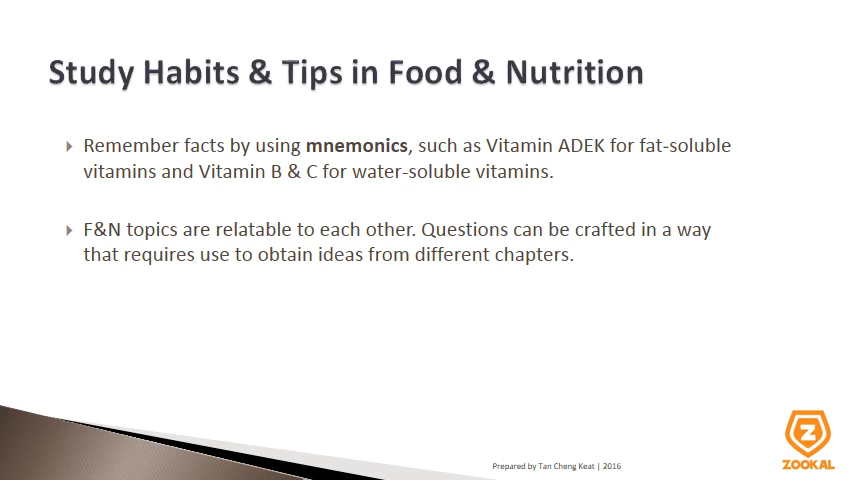 Study Habits & Tips in Food & Nutrition
Remember facts by using mnemonics, such as Vitamin ADEK for fat-soluble
vitamins and Vitamin B & C for water-soluble vitamins.
F&N topics are relatable to each other. Questions can be crafted in a way
that requires use to obtain ideas from different chapters.
Prepared by Tan Cheng Keat | 2016
Z
ZOOKAL